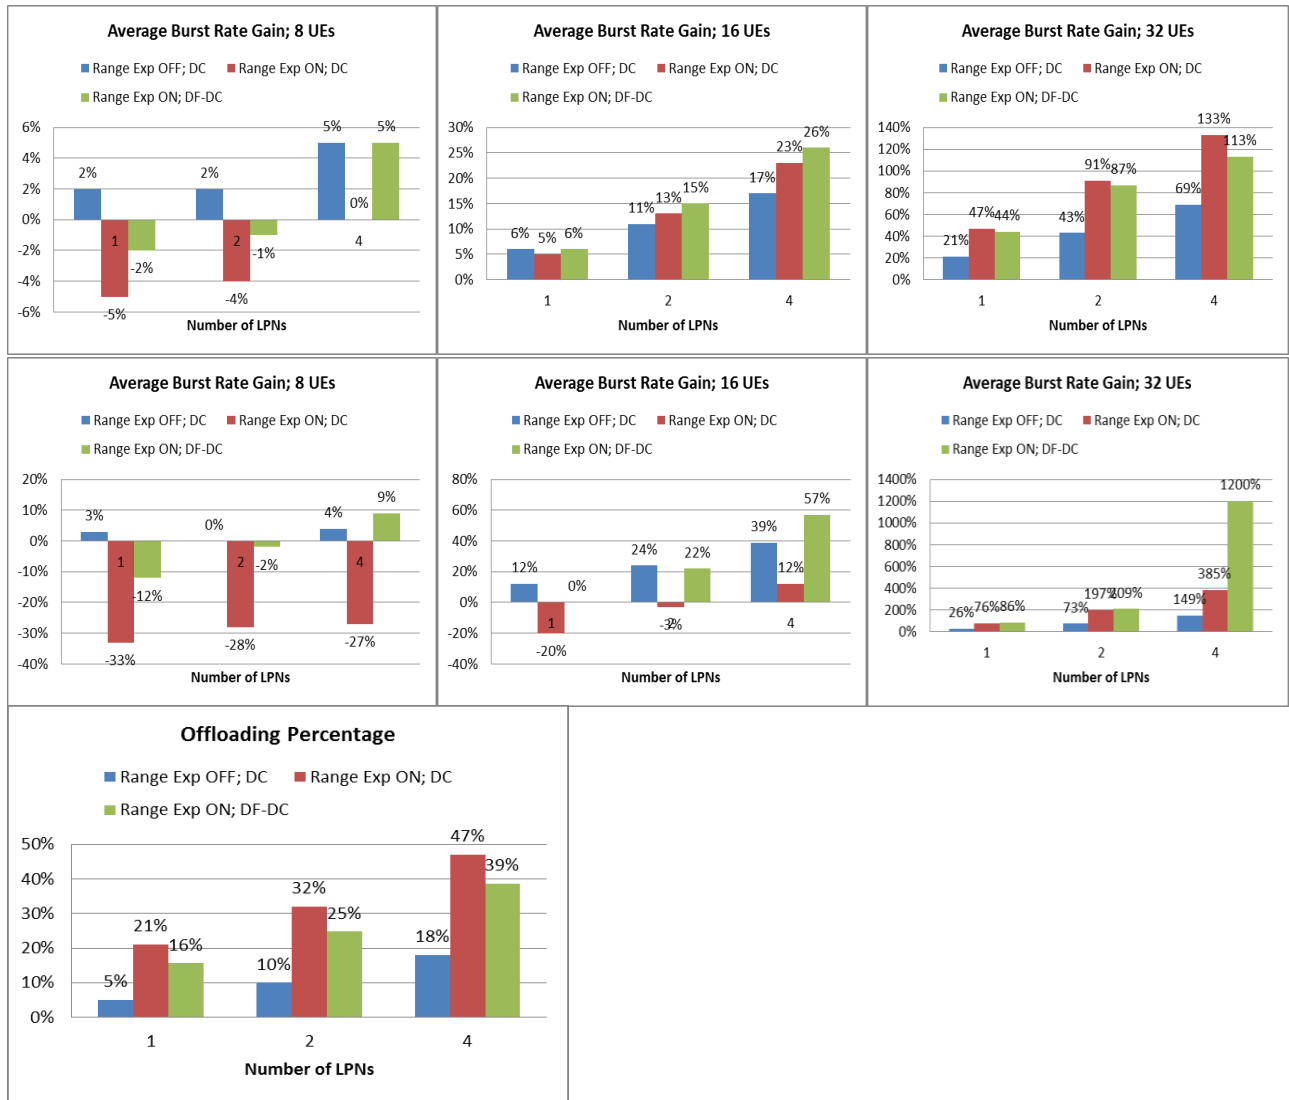 Average Burst Rate Gain; 8 UEs
Range Exp OFF; DC Range Exp ON; DC
Range Exp ON; DF-DC
6%
4%
2%
0%
-2%
-4%
-6%
2% 2% 5% 0% 5%
1 2 4
-5% -2% -4% -1%
Number of LPNs
Average Burst Rate Gain; 16 UEs
Range Exp OFF; DC Range Exp ON; DC
Range Exp ON; DF-DC
30%
25%
20%
15%
10%
5%
0%
6% 5% 6% 11% 13% 15% 17% 23% 26%
1 2 4
Number of LPNs
Average Burst Rate Gain; 32 UEs
Range Exp OFF; DC Range Exp ON; DC
Range Exp ON; DF-DC
140%
120%
100%
80%
60%
40%
20%
0%
21% 47% 44% 43% 91% 87% 69% 133% 113%
1 2 4
Number of LPNs
Average Burst Rate Gain; 8 UEs
Range Exp OFF; DC Range Exp ON; DC
Range Exp ON; DF-DC
20%
10%
0%
-10%
-20%
-30%
-40%
3% 0% 4% 9%
1 2 4
-33% -12% -28% -2% -27%
Number of LPNs
Average Burst Rate Gain; 16 UEs
Range Exp OFF; DC Range Exp ON; DC
Range Exp ON; DF-DC
80%
60%
40%
20%
0%
-20%
-40%
12% 0% 24% 22% 39% 12% 57%
1 2 4
-20% -3%
Number of LPNs
Average Burst Rate Gain; 32 UEs
Range Exp OFF; DC Range Exp ON; DC
Range Exp ON; DF-DC
1400%
1200%
1000%
800%
600%
400%
200%
0%
26% 76% 86% 73% 197% 209% 149% 385% 1200%
1 2 4
Number of LPNs
Offloading Percentage
Range Exp OFF; DC Range Exp ON; DC
Range Exp ON; DF-DC
50%
40%
30%
20%
10%
0%
5% 21% 16% 10% 32% 25% 18% 47% 39%
1 2 4
Number of LPNs